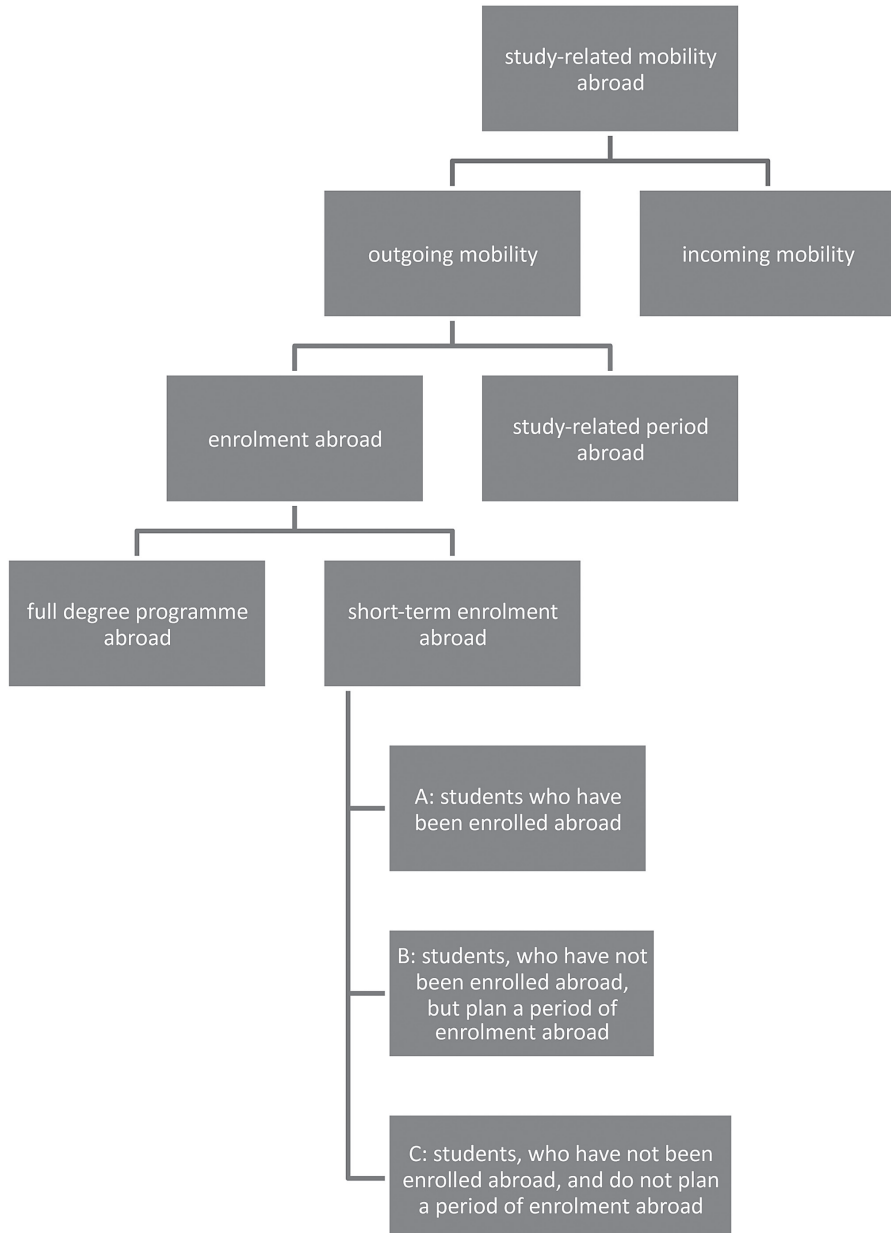 study-related mobility
abroad
outgoing mobility
incoming mobility
enrolment abroad
study-related period
abroad
full degree programme
abroad
short-term enrolment
abroad
A: students who have
been enrolled abroad
B: students, who have not
been enrolled abroad,
but plan a period of
enrolment abroad
C: students, who have not been
enrolled abroad, and do not plan
a period of enrolment abroad